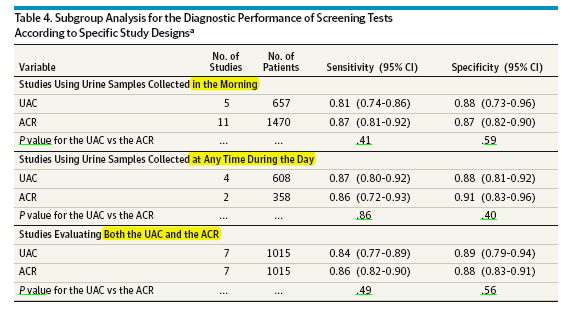 Table 4. Subgroup Analysis for the Diagnostic Performance of Screening Tests
According to Specific Study Designsa
Variable No. of Studies No. of Patients Sensitivity (95% CI) Specificity (95% CI)
Studies Using Urine Samples Collected in the Morning
UAC 5 657 0.81 (0.74-0.86) 0.88 (0.73-0.96)
ACR 11 1470 0.87 (0.81-0.92) 0.87 (0.82-0.90)
P value for the UAC vs the ACR ... ... .41 .59
Studies Using Urine Samples Collected at Any Time During the Day
UAC 4 608 0.87 (0.80-0.92) 0.88 (0.81-0.92)
ACR 2 358 0.86 (0.72-0.93) 0.91 (0.83-0.96)
P value for the UAC vs the ACR ... ... .86 .40
Studies Evaluating Both the UAC and the ACR
UAC 7 1015 0.84 (0.77-0.89) 0.89 (0.79-0.94)
ACR 7 1015 0.86 (0.82-0.90) 0.88 (0.83-0.91)
P value for the UAC vs the ACR ... ... .49 .56